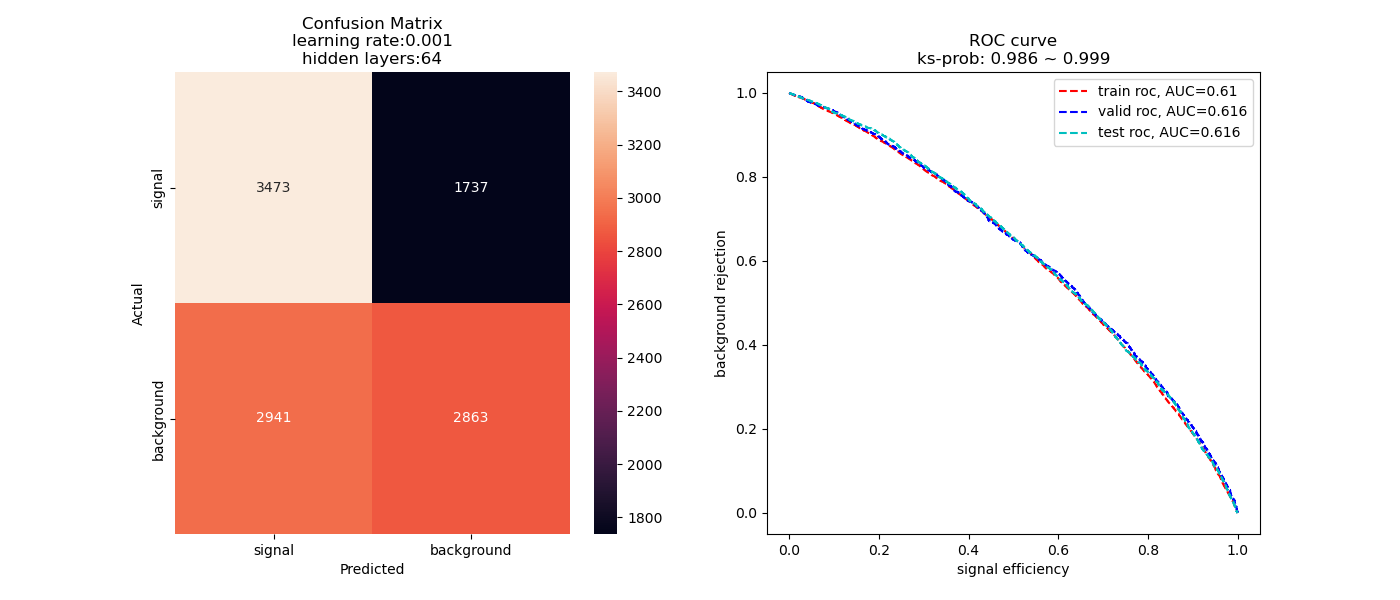 Confusion Matrix
learning rate:0.001
hidden layers:64
signal
background
Actual
3473
1737
2941
2863
signal
background
Predicted
3400
3200
3000
2800
2600
2400
2200
2000
1800
ROC curve
ks-prob: 0.986 ~ 0.999
train roc, AUC=0.61
valid roc, AUC=0.616
test roc, AUC=0.616
background rejection
1.0
0.8
0.6
0.4
0.2
0.0
0.0
0.2
0.4
0.6
0.8
1.0
signal efficiency